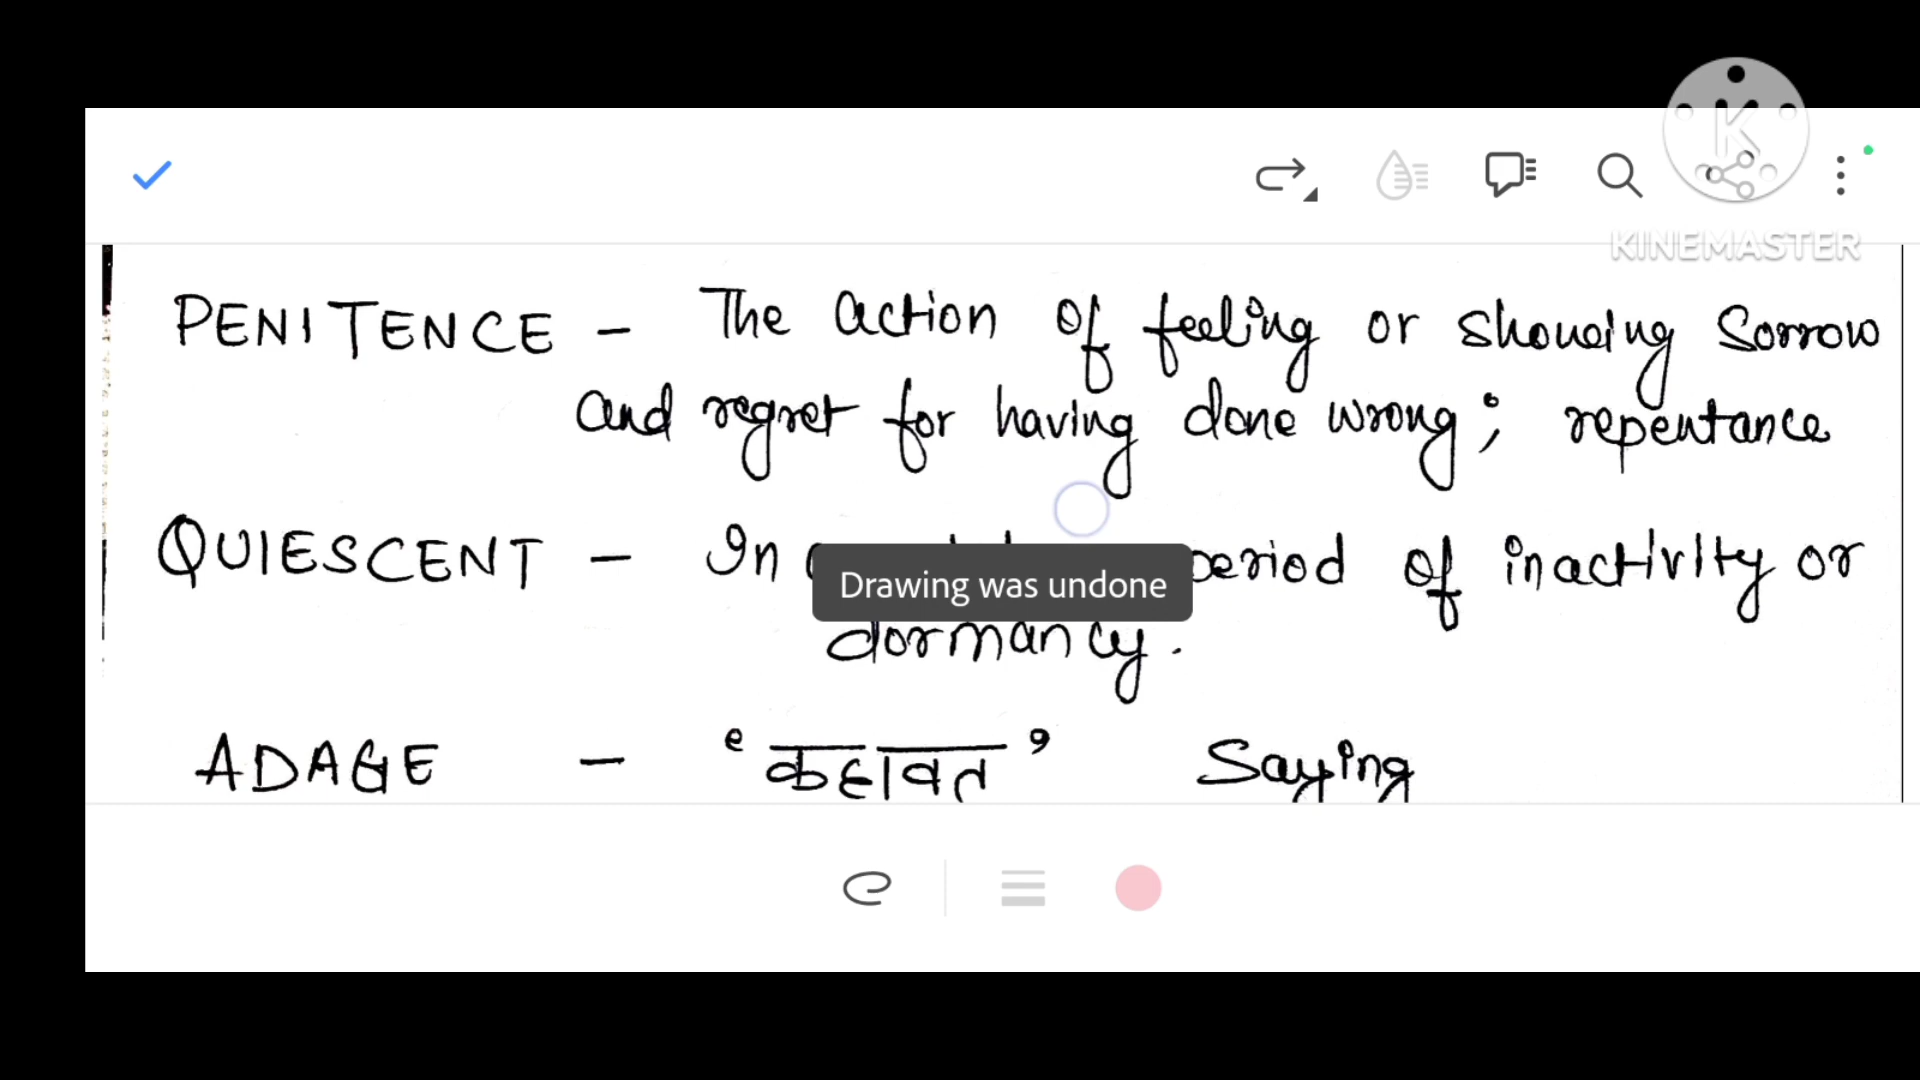 KINEMASTER
PENITENCE - The action of feeling or showing Sorrow
and regret for having done wrong; repentance
QUIESCENT - In period of inactivity or
Drawing was undone
dormancy.
ADAGE - ‘कहावत’ Saying